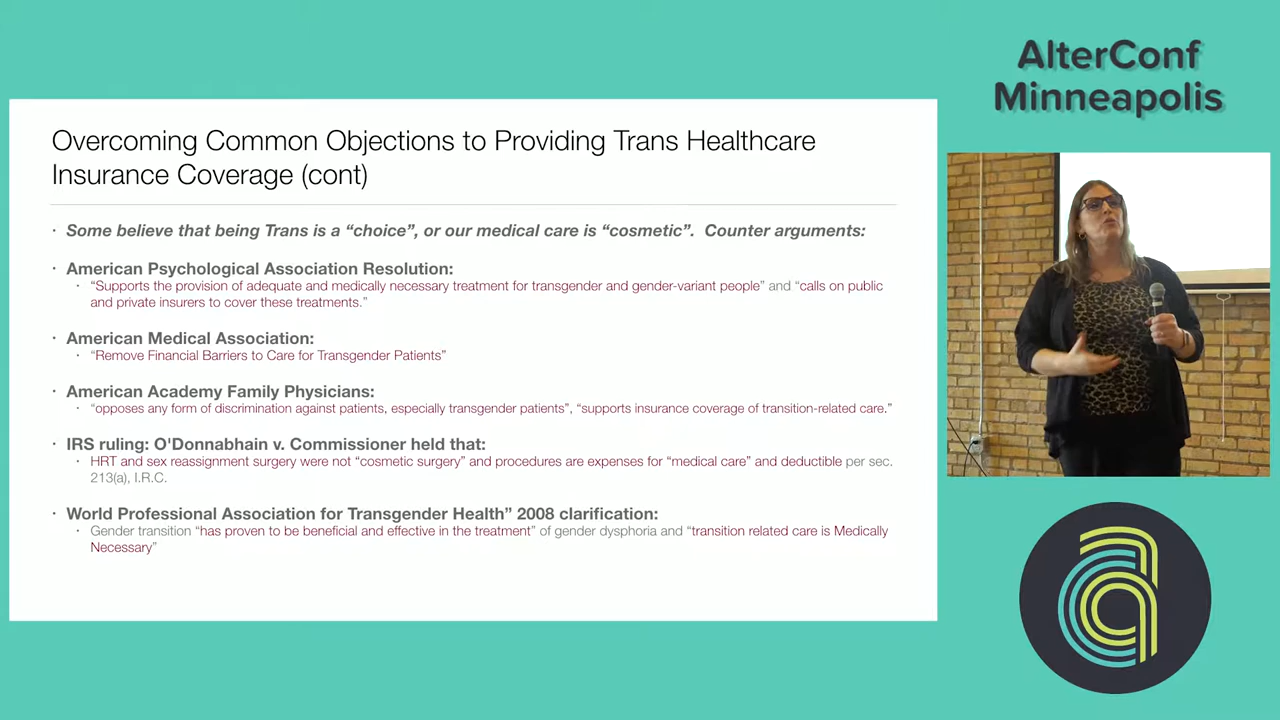 Overcoming Common Objections to Providing Trans Healthcare
Insurance Coverage (cont)
· Some believe that being Trans is a “choice”, or our medical care is “cosmetic”.  Counter arguments:
· American Psychological Association Resolution:
· “Supports the provision of adequate and medically necessary treatment for transgender and gender-variant people” and “calls on public
and private insurers to cover these treatments.”
· American Medical Association:
· “Remove Financial Barriers to Care for Transgender Patients”
· American Academy Family Physicians:
· “opposes any form of discrimination against patients, especially transgender patients”, “supports insurance coverage of transition-related care.”
· IRS ruling: O'Donnabhain v. Commissioner held that:
· HRT and sex reassignment surgery were not “cosmetic surgery” and procedures are expenses for “medical care” and deductible per sec.
213(a), I.R.C.
· World Professional Association for Transgender Health” 2008 clarification:
· Gender transition “has proven to be beneficial and effective in the treatment” of gender dysphoria and “transition related care is Medically
Necessary”
AlterConf
Minneapolis